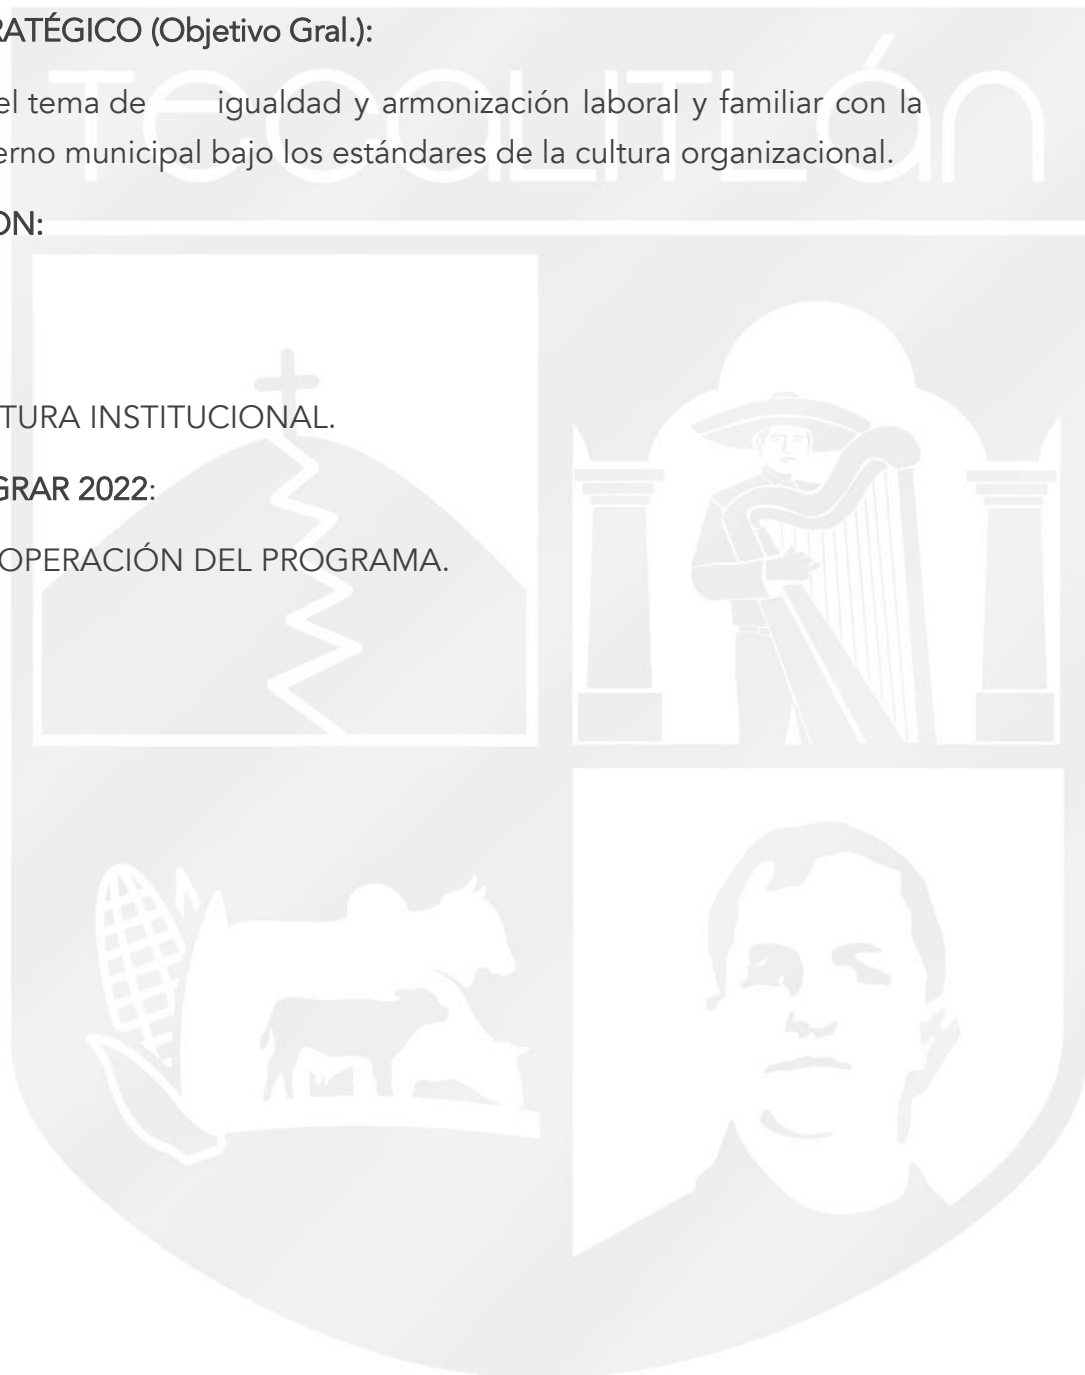 RATÉGICO (Objetivo Gral.):
TecaLITLán
el tema de igualdad y armonización laboral y familiar con la
erno municipal bajo los estándares de la cultura organizacional.
ON:
TURA INSTITUCIONAL.
GRAR 2022:
OPERACIÓN DEL PROGRAMA.